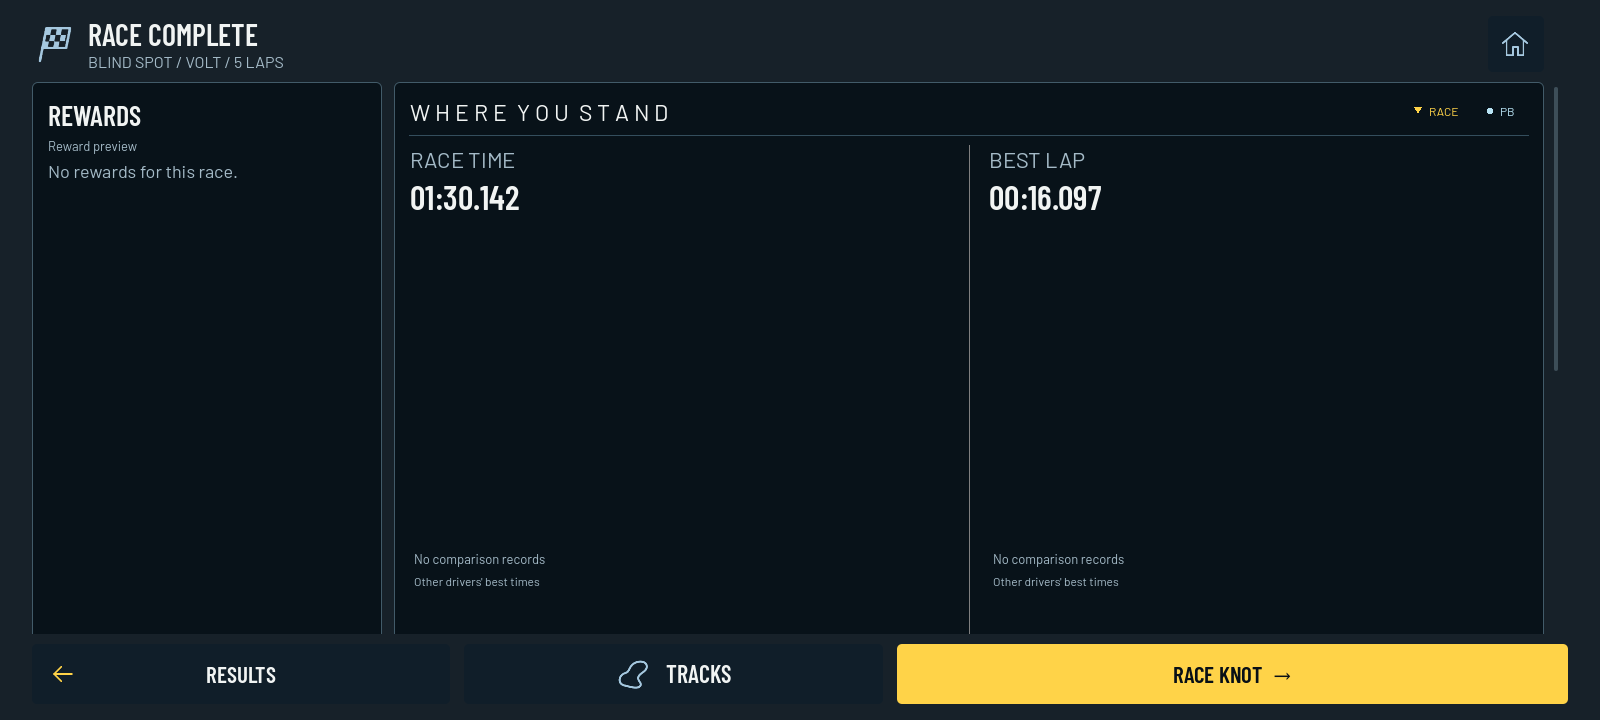 RACE COMPLETE
BLIND SPOT / VOLT / 5 LAPS
REWARDS
Reward preview
No rewards for this race.
WHERE YOU STAND
RACE
PB
RACE TIME
01:30.142
No comparison records
Other drivers' best times
BEST LAP
00:16.097
No comparison records
Other drivers' best times
← RESULTS
TRACKS
RACE KNOT →